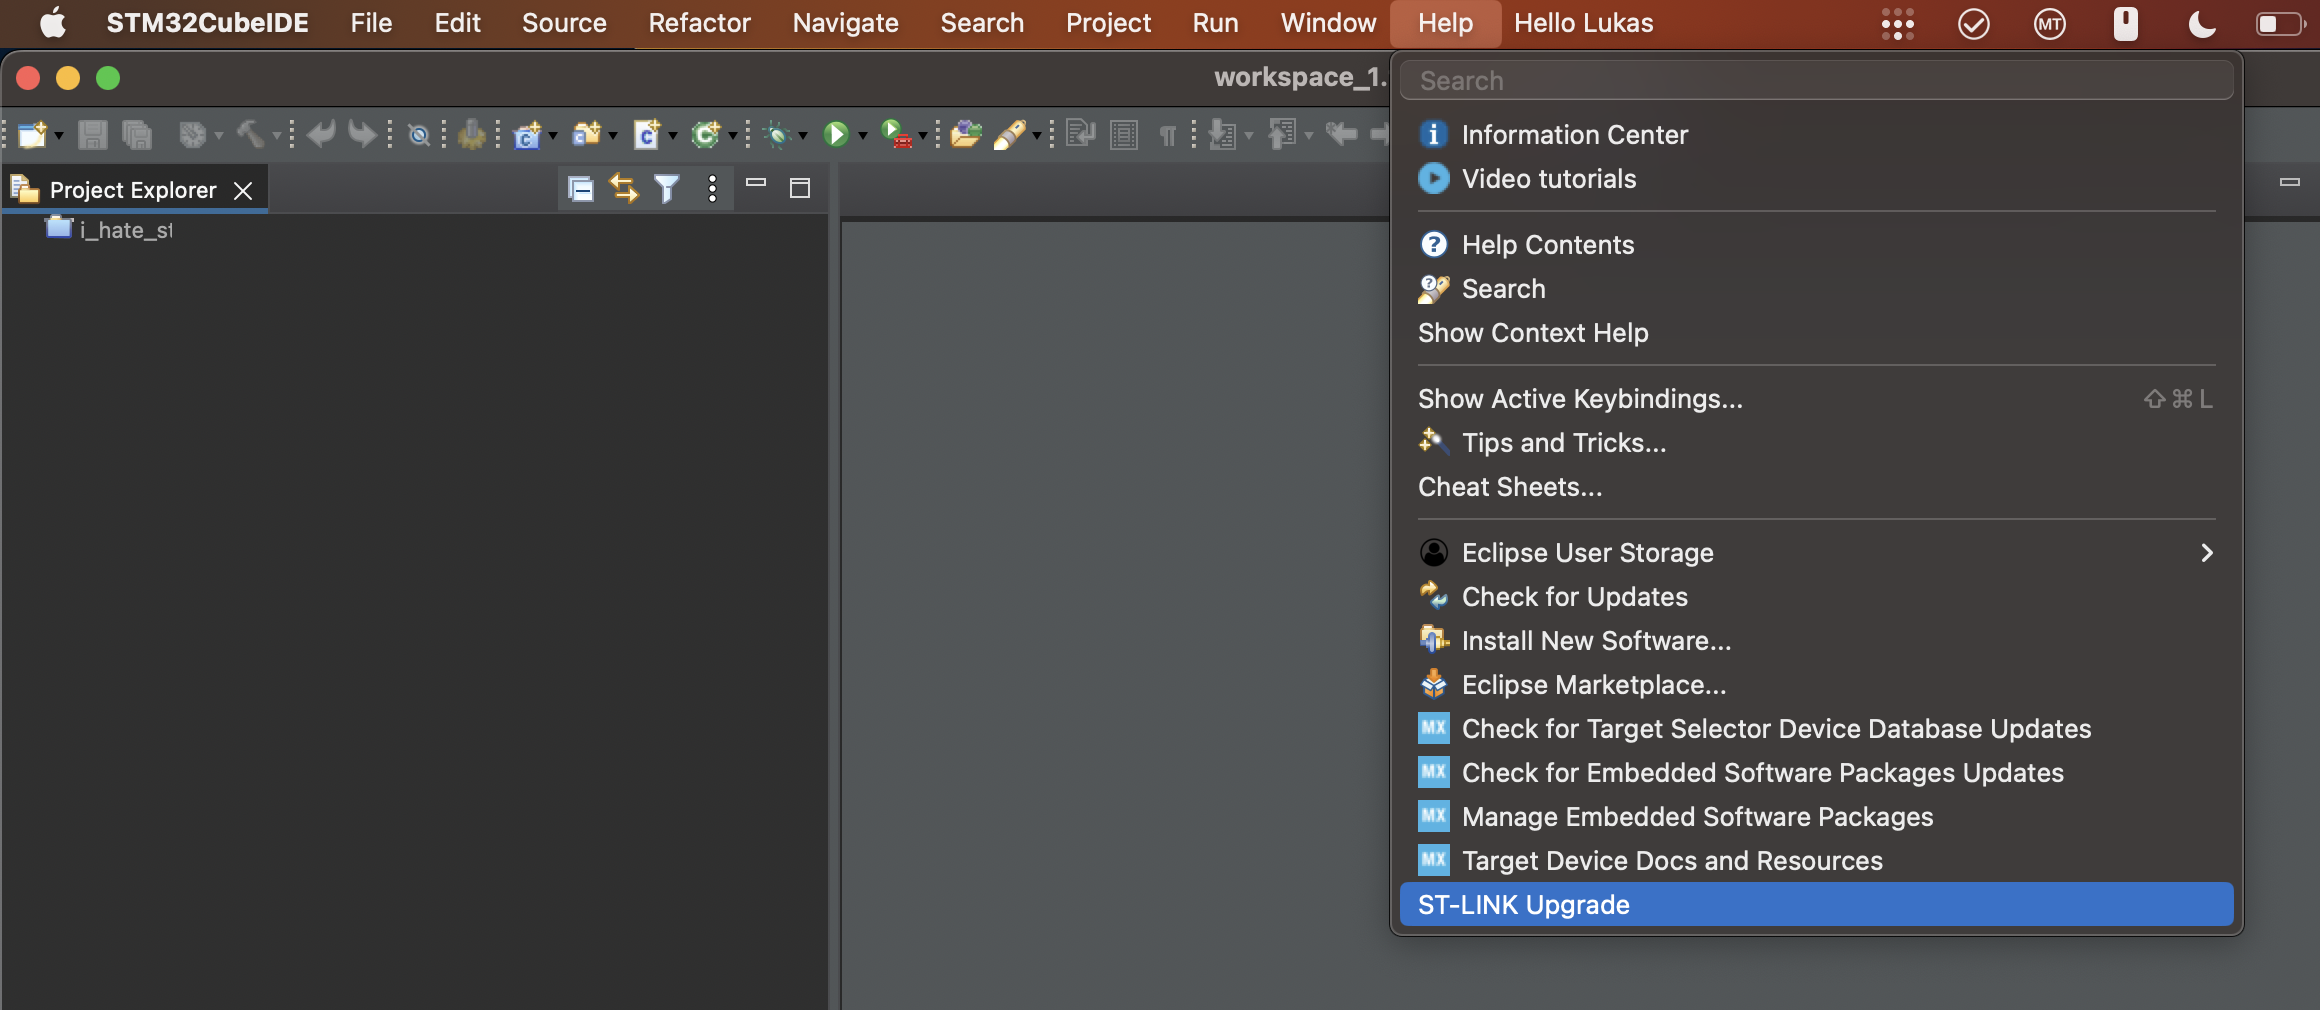 STM32CubeIDE File Edit Source Refactor Navigate Search Project Run Window Help Hello Lukas MT
workspace_1.
Project Explorer
i_hate_st
Search
Information Center
Video tutorials
Help Contents
Search
Show Context Help
Show Active Keybindings... ⇧⌘L
Tips and Tricks...
Cheat Sheets...
Eclipse User Storage
Check for Updates
Install New Software...
Eclipse Marketplace...
MX Check for Target Selector Device Database Updates
MX Check for Embedded Software Packages Updates
MX Manage Embedded Software Packages
MX Target Device Docs and Resources
ST-LINK Upgrade